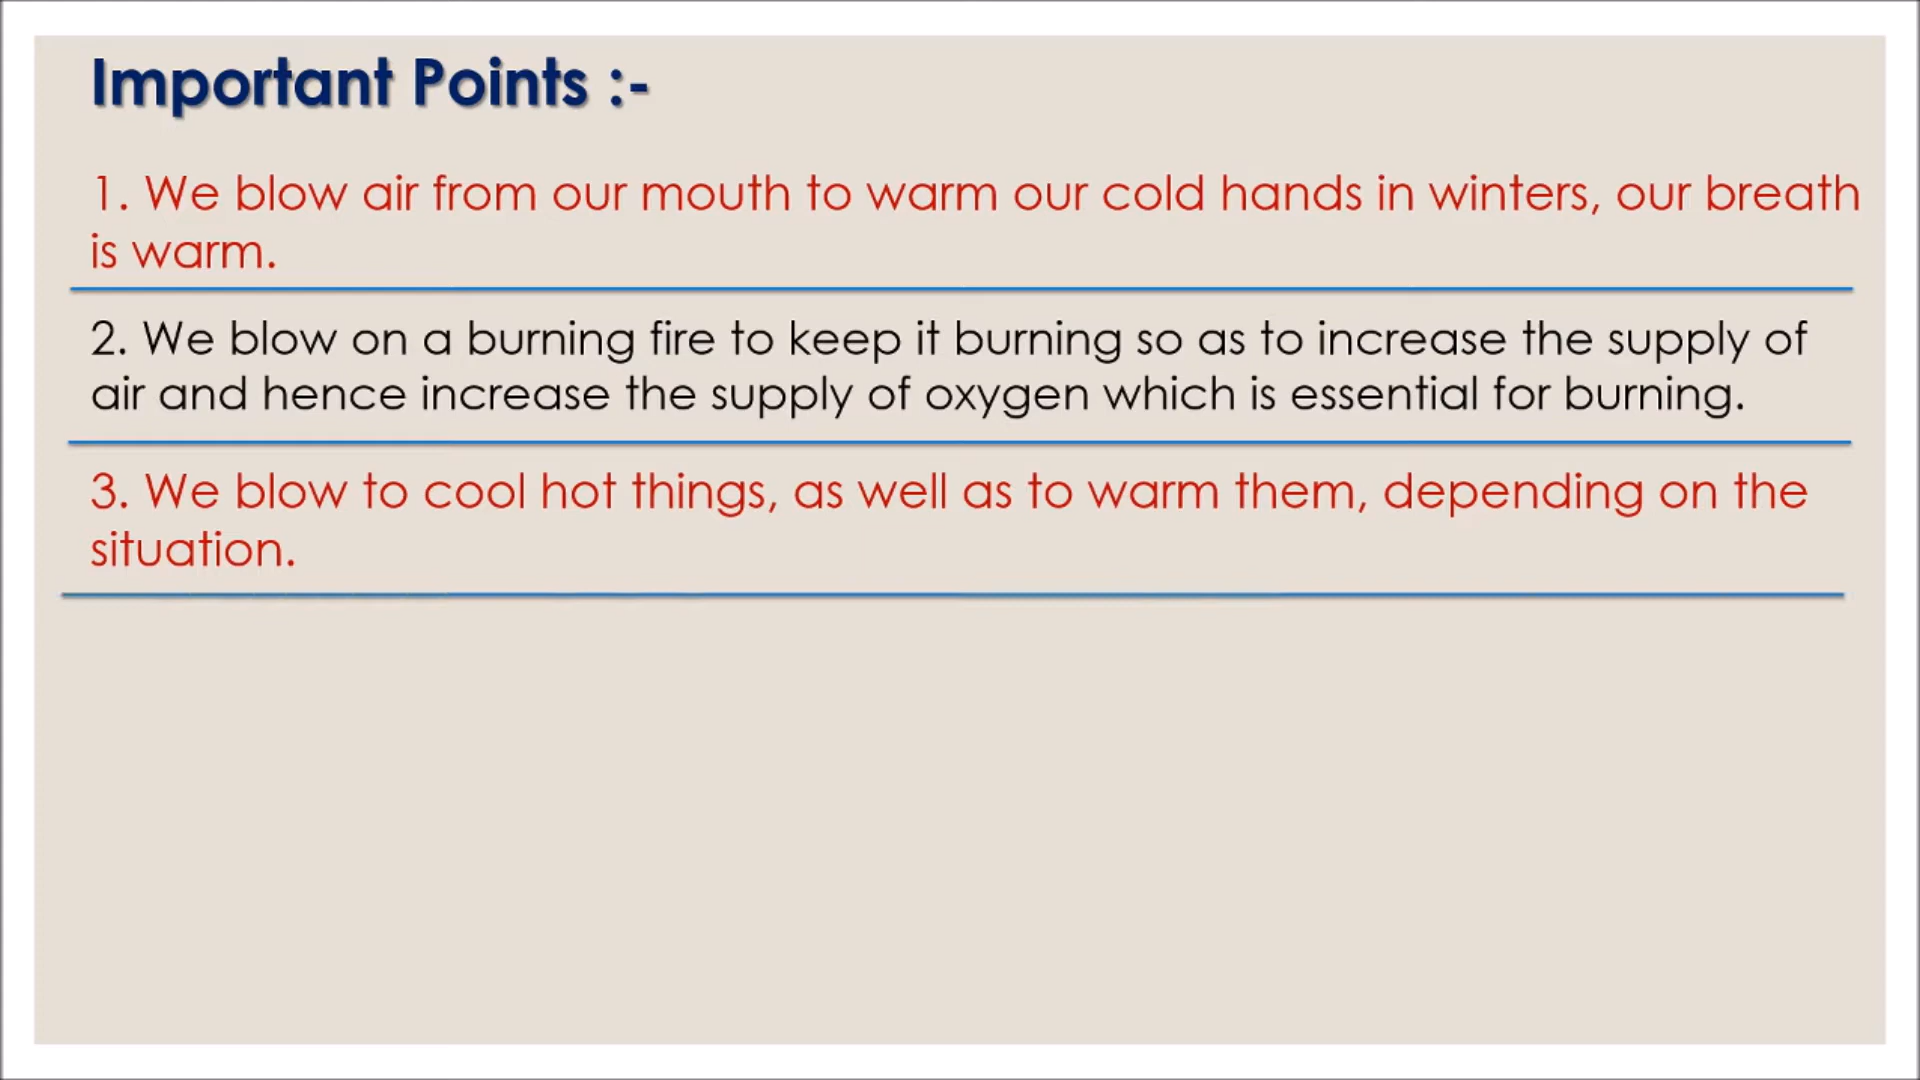 Important Points :-
1. We blow air from our mouth to warm our cold hands in winters, our breath
is warm.
2. We blow on a burning fire to keep it burning so as to increase the supply of
air and hence increase the supply of oxygen which is essential for burning.
3. We blow to cool hot things, as well as to warm them, depending on the
situation.